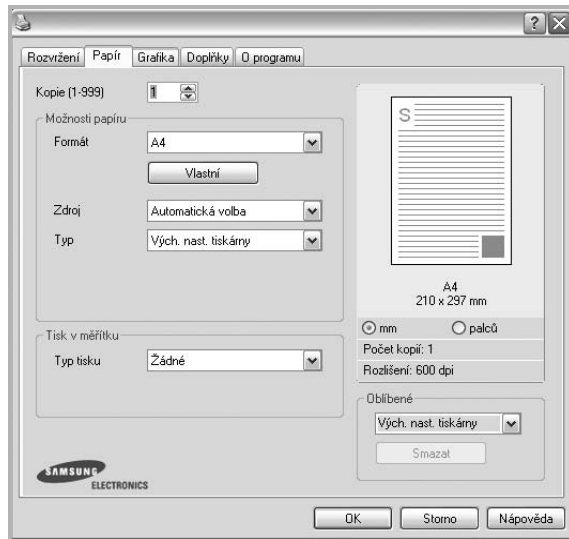 Rozvržení Papír Grafika Doplňky O programu
Kopie (1-999) 1
Možnosti papíru
Formát A4
Vlastní
Zdroj Automatická volba
Typ Vých. nast. tiskárny
Tisk v měřítku
Typ tisku Žádné
SAMSUNG
ELECTRONICS
S
A4
210 x 297 mm
mm palců
Počet kopií: 1
Rozlišení: 600 dpi
Oblíbené
Vých. nast. tiskárny
Smazat
OK Storno Nápověda